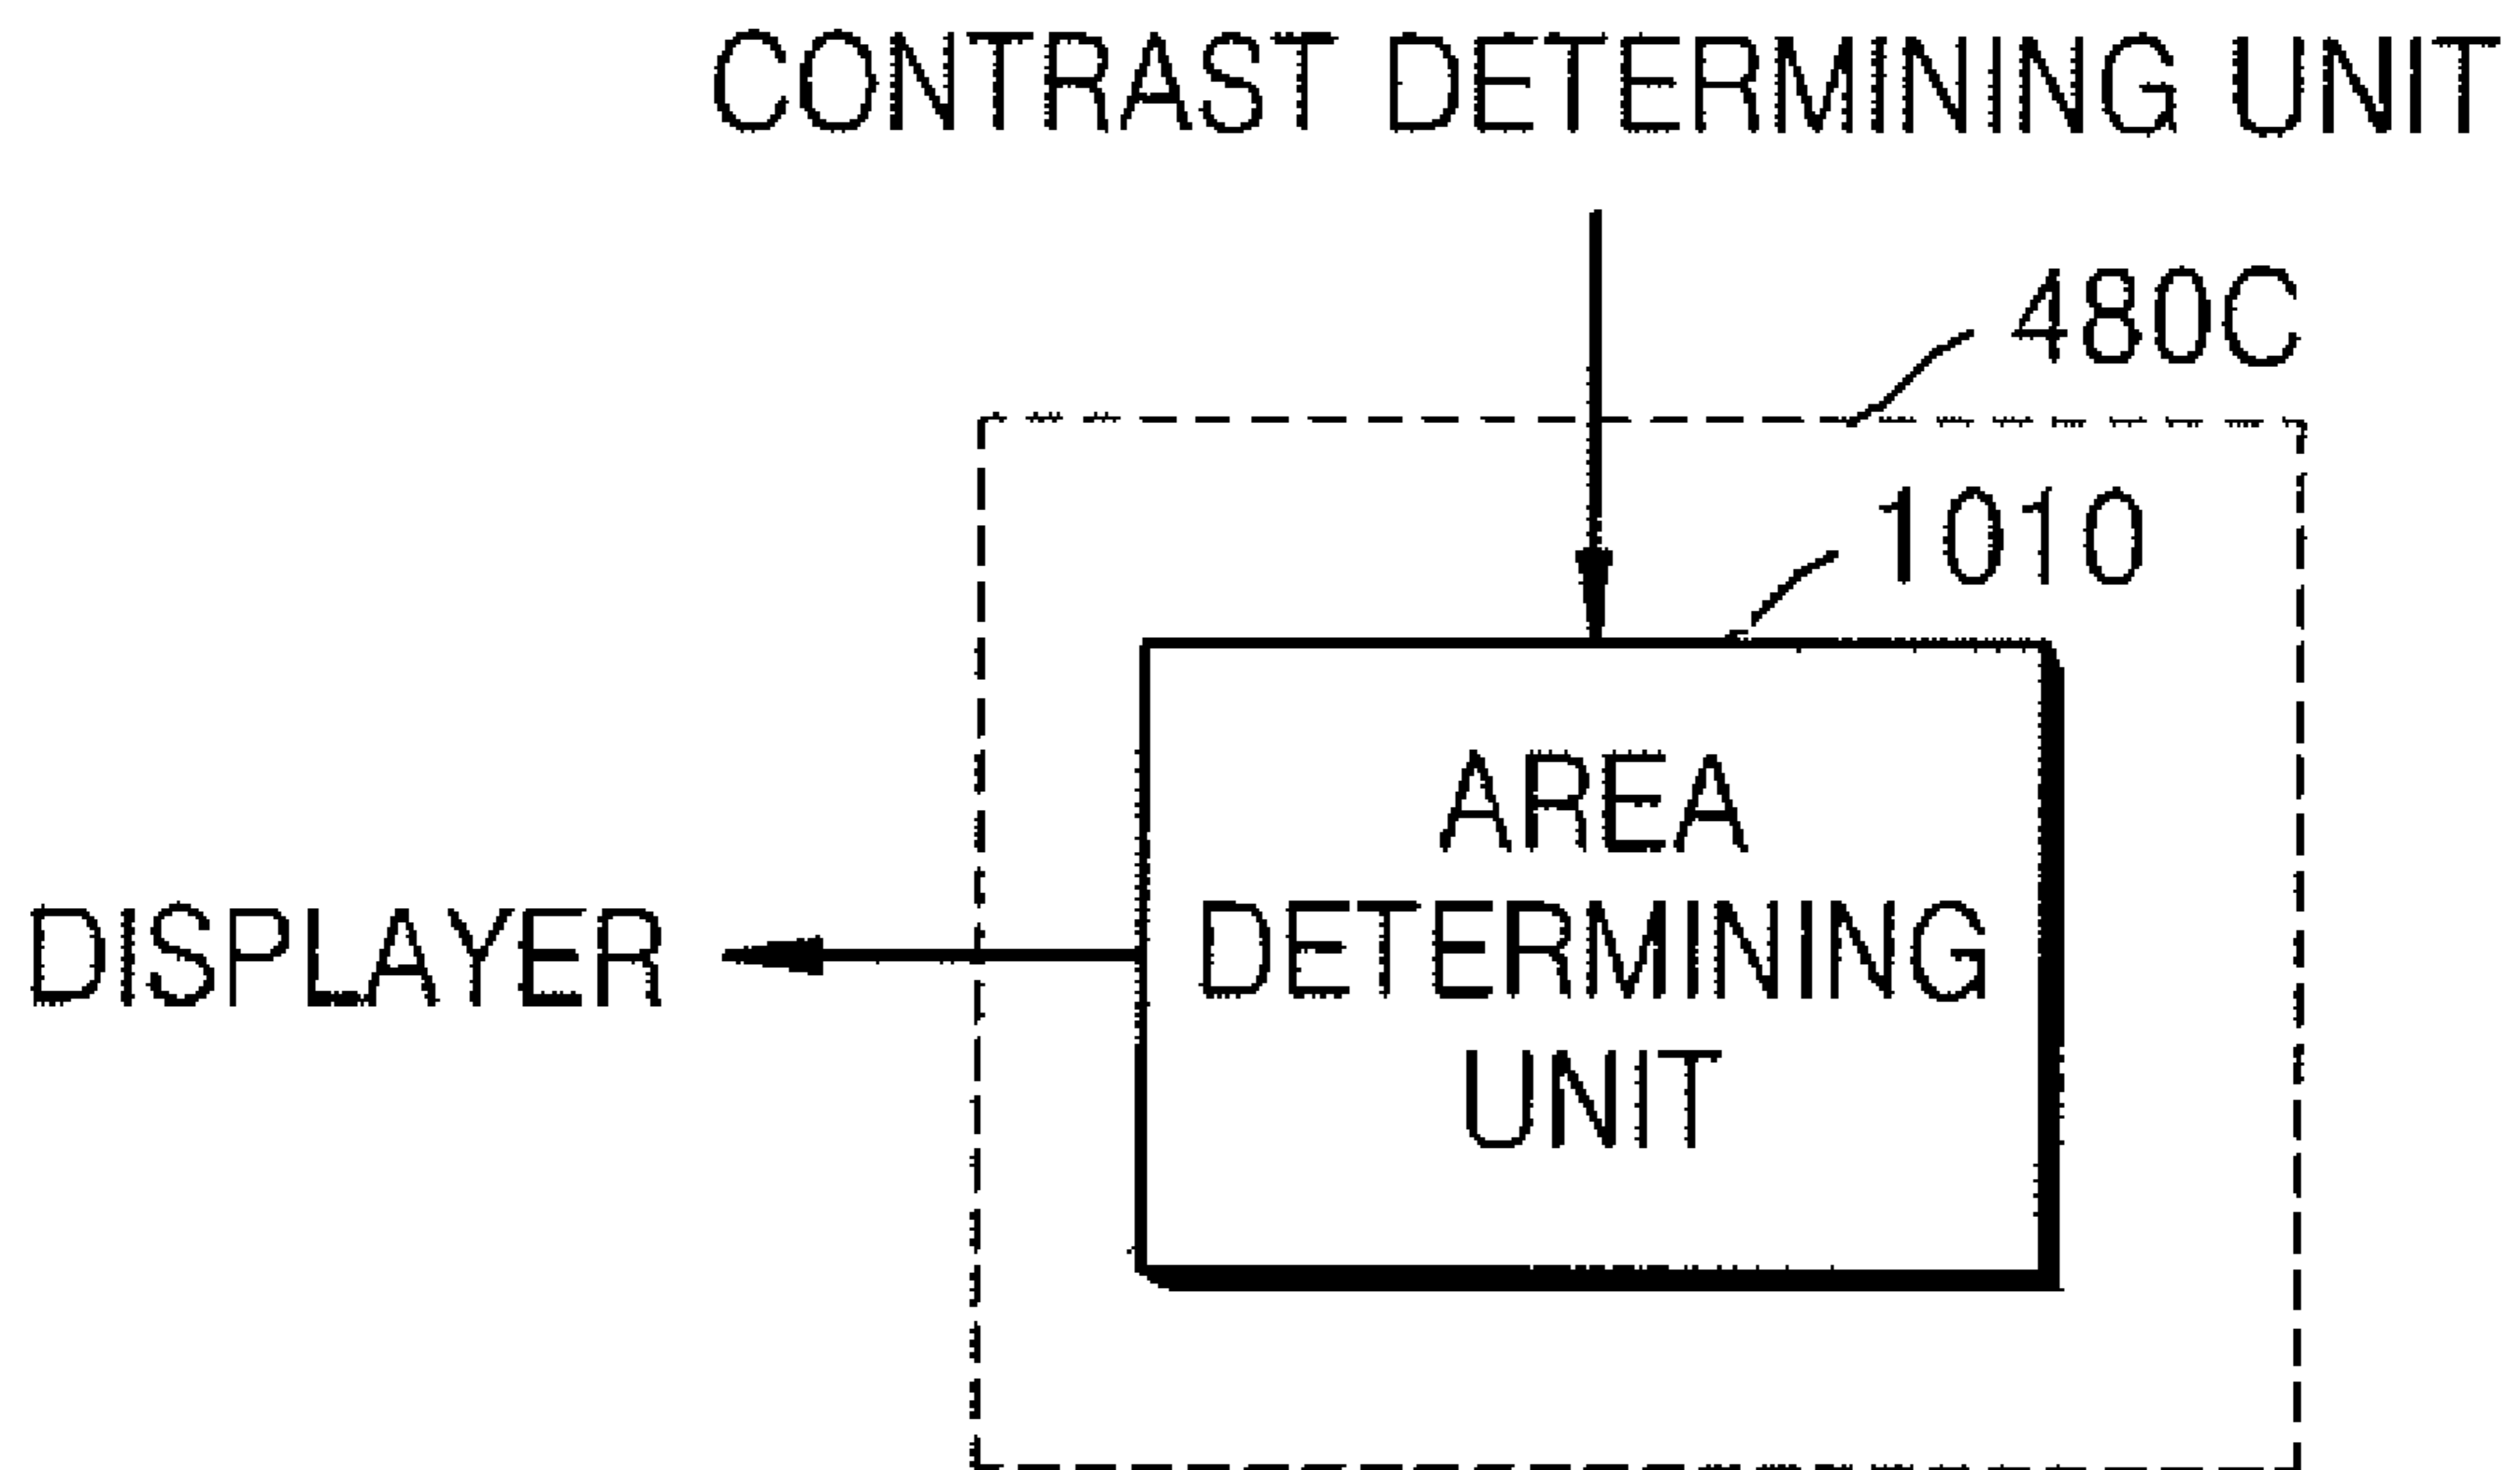 CONTRAST DETERMINING UNIT
480C
1010
AREA
DETERMINING
UNIT
DISPLAYER